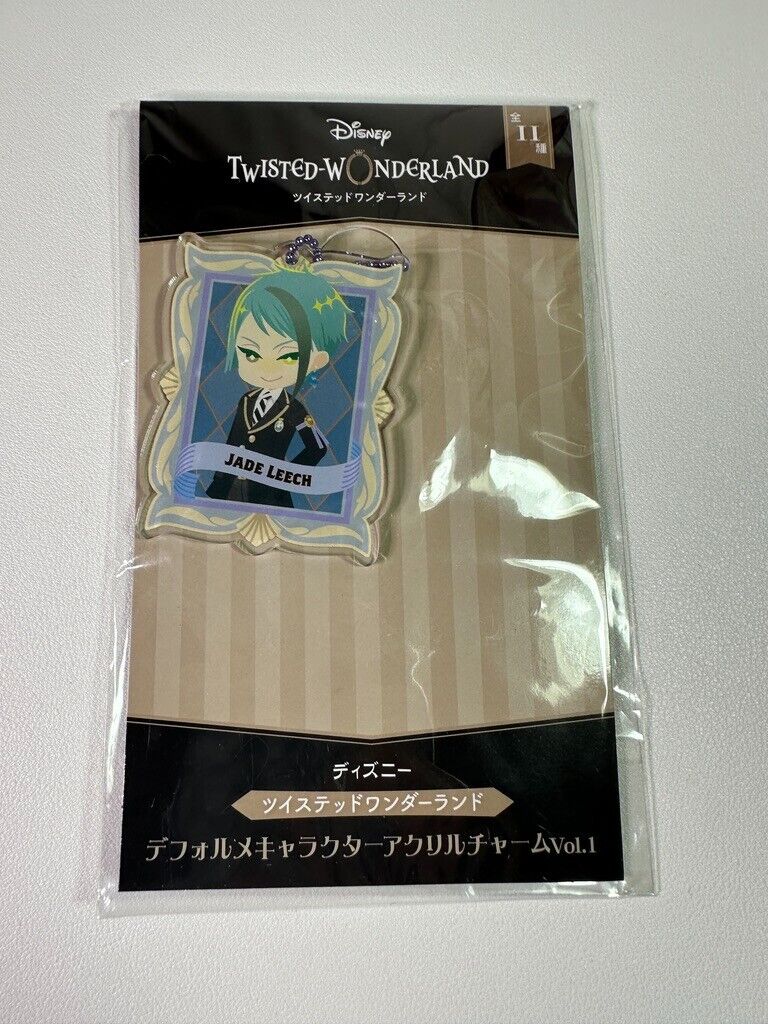 Disney
TWISTED-WONDERLAND
ツイステッドワンダーランド
全
11
種
JADE LEECH
ディズニー
ツイステッドワンダーランド
デフォルメキャラクターアクリルチャームVol.1